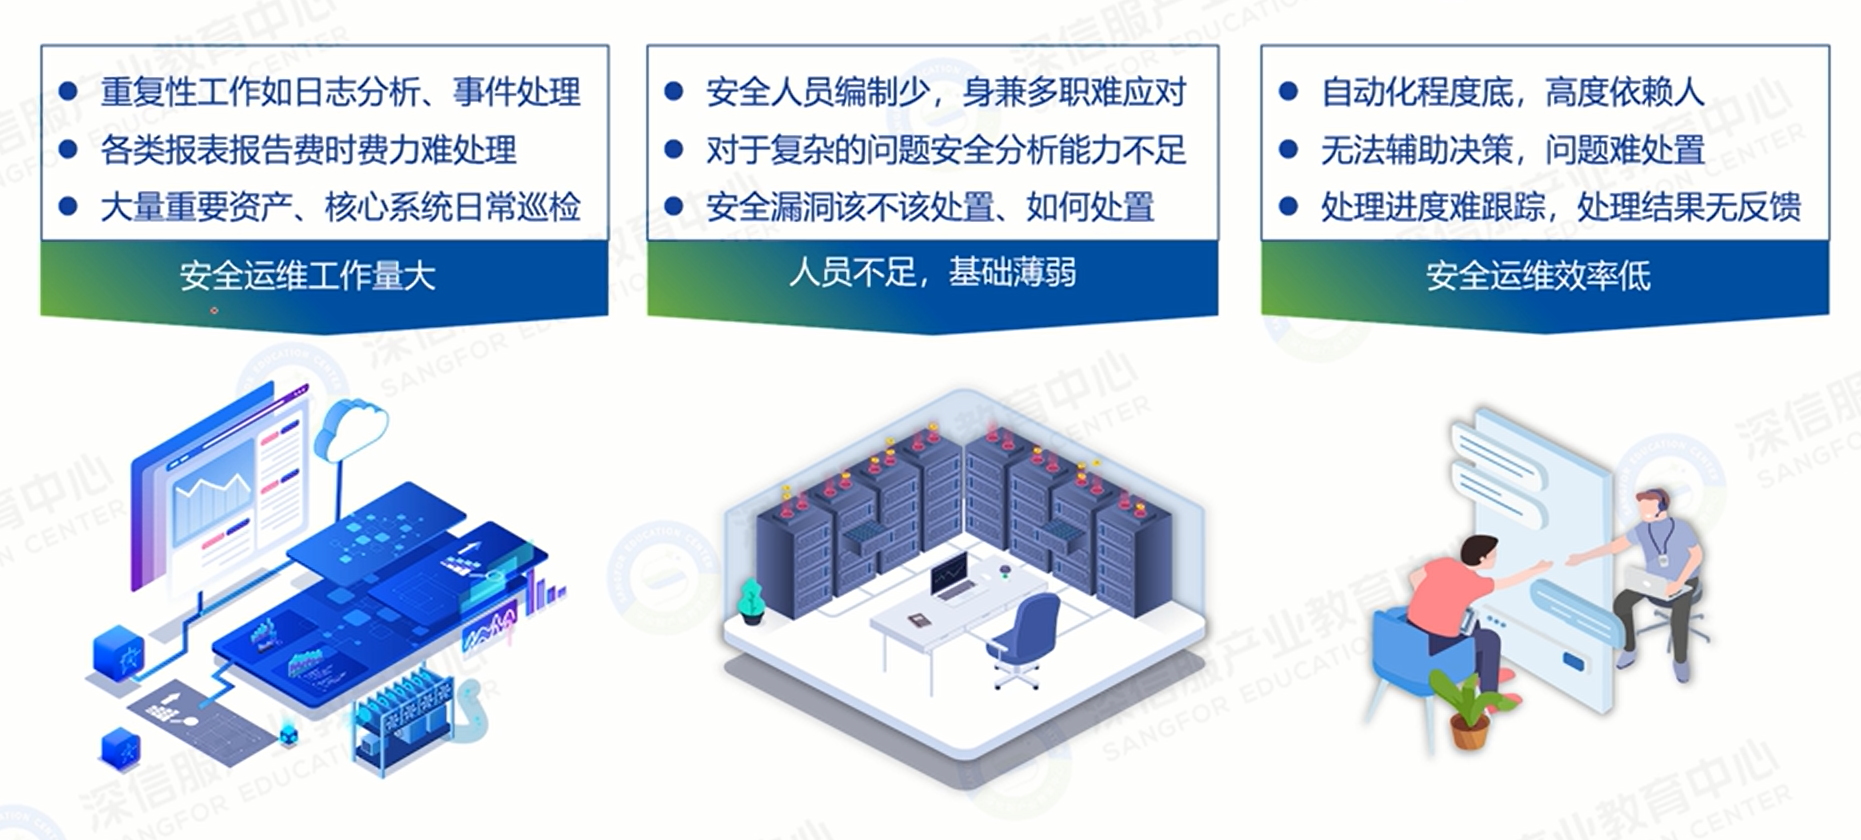 重复性工作如日志分析、事件处理
各类报表报告费时费力难处理
大量重要资产、核心系统日常巡检
安全运维工作量大
安全人员编制少，身兼多职难应对
对于复杂的问题安全分析能力不足
安全漏洞该不该处置、如何处置
人员不足，基础薄弱
自动化程度底，高度依赖人
无法辅助决策，问题难处置
处理进度难跟踪，处理结果无反馈
安全运维效率低
深信服产业教育中心
SANGFOR EDUCATION CENTER